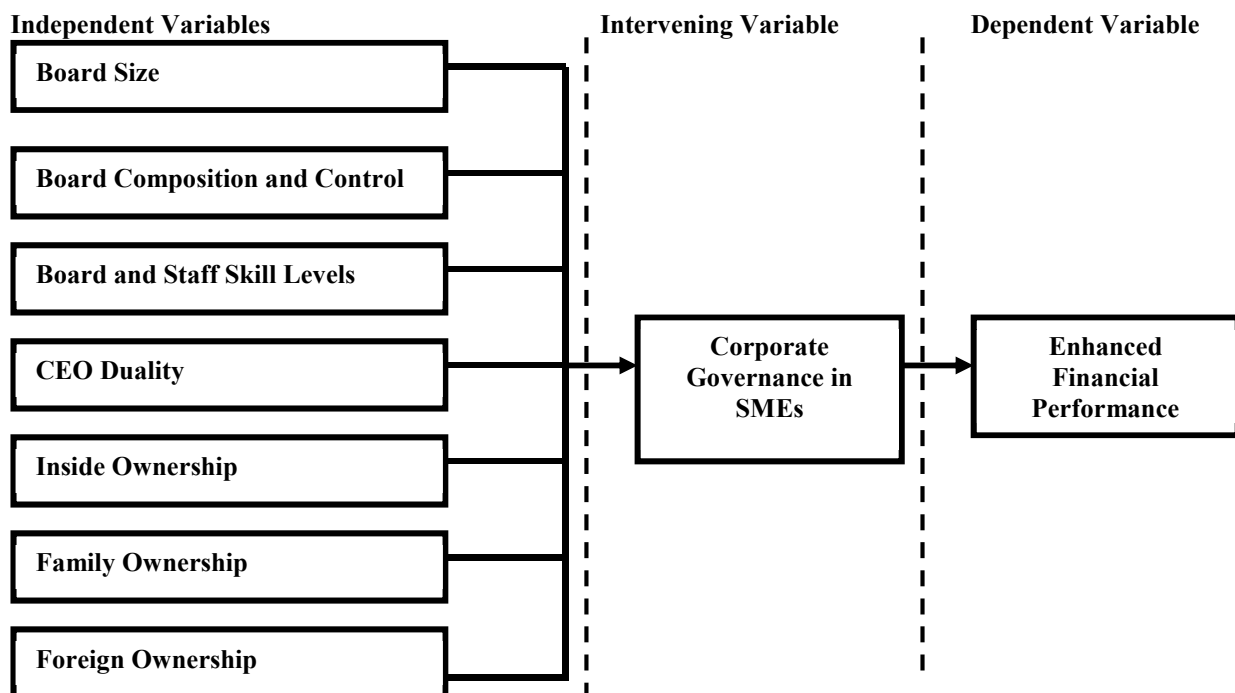 Independent Variables
Intervening Variable
Dependent Variable
Board Size
Board Composition and Control
Board and Staff Skill Levels
CEO Duality
Inside Ownership
Family Ownership
Foreign Ownership
Corporate
Governance in
SMEs
Enhanced
Financial
Performance